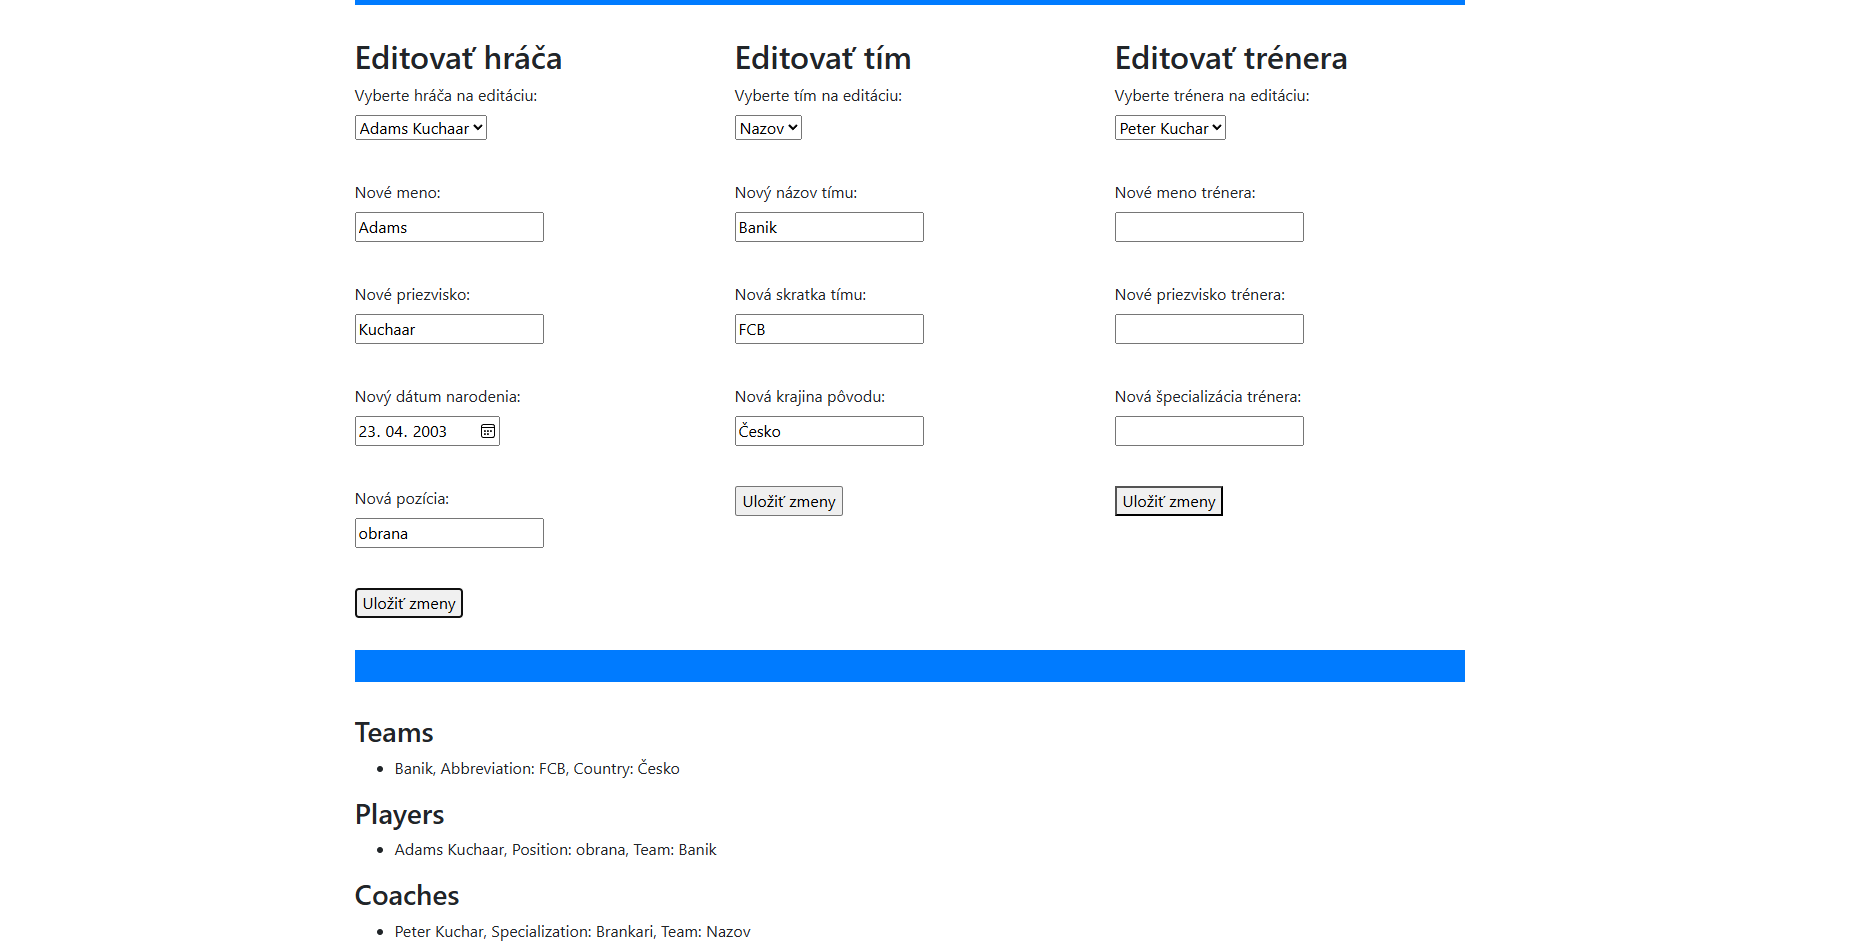 Editovať hráča
Vyberte hráča na editáciu:
Adams Kuchaar
Nové meno:
Adams
Nové priezvisko:
Kuchaar
Nový dátum narodenia:
23. 04. 2003
Nová pozícia:
obrana
Uložiť zmeny
Editovať tím
Vyberte tím na editáciu:
Nazov
Nový názov tímu:
Banik
Nová skratka tímu:
FCB
Nová krajina pôvodu:
Česko
Uložiť zmeny
Editovať trénera
Vyberte trénera na editáciu:
Peter Kuchar
Nové meno trénera:
Nové priezvisko trénera:
Nová špecializácia trénera:
Uložiť zmeny
Teams
• Banik, Abbreviation: FCB, Country: Česko
Players
• Adams Kuchaar, Position: obrana, Team: Banik
Coaches
• Peter Kuchar, Specialization: Brankari, Team: Nazov